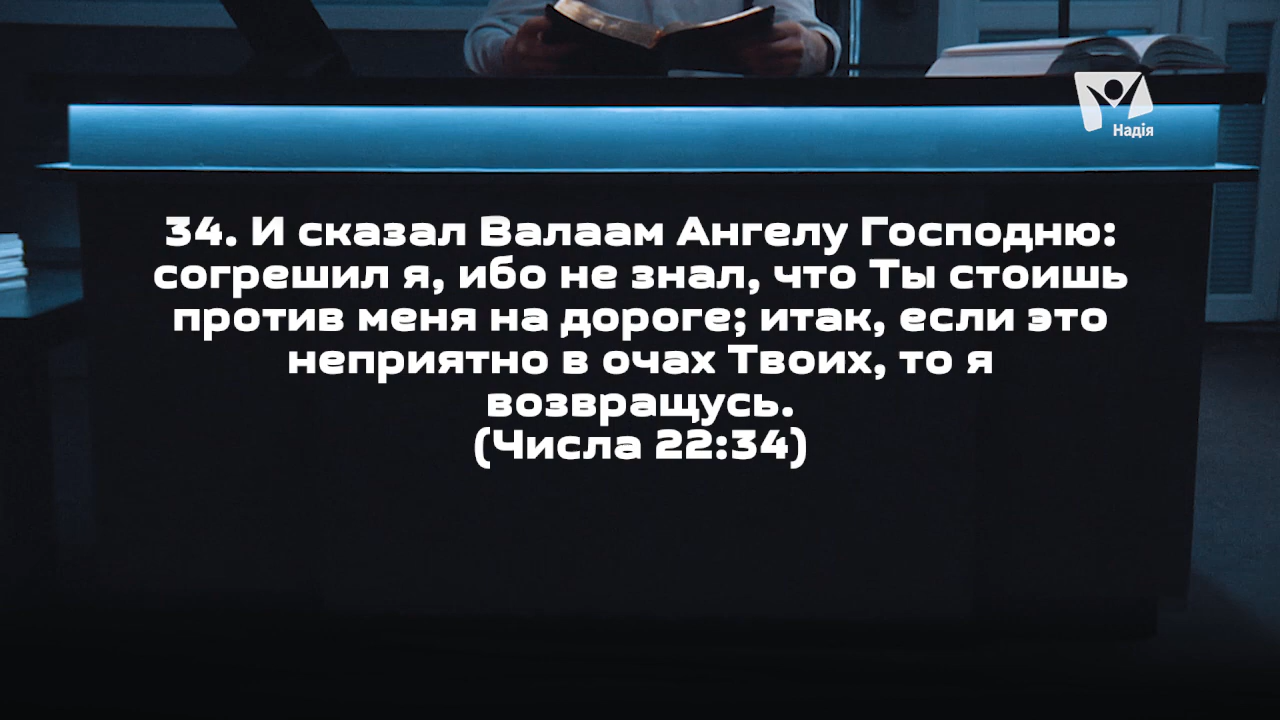 Надія
34. И сказал Валаам Ангелу Господню:
согрешил я, ибо не знал, что Ты стоишь
против меня на дороге; итак, если это
неприятно в очах Твоих, то я
возвращусь.
(Числа 22:34)